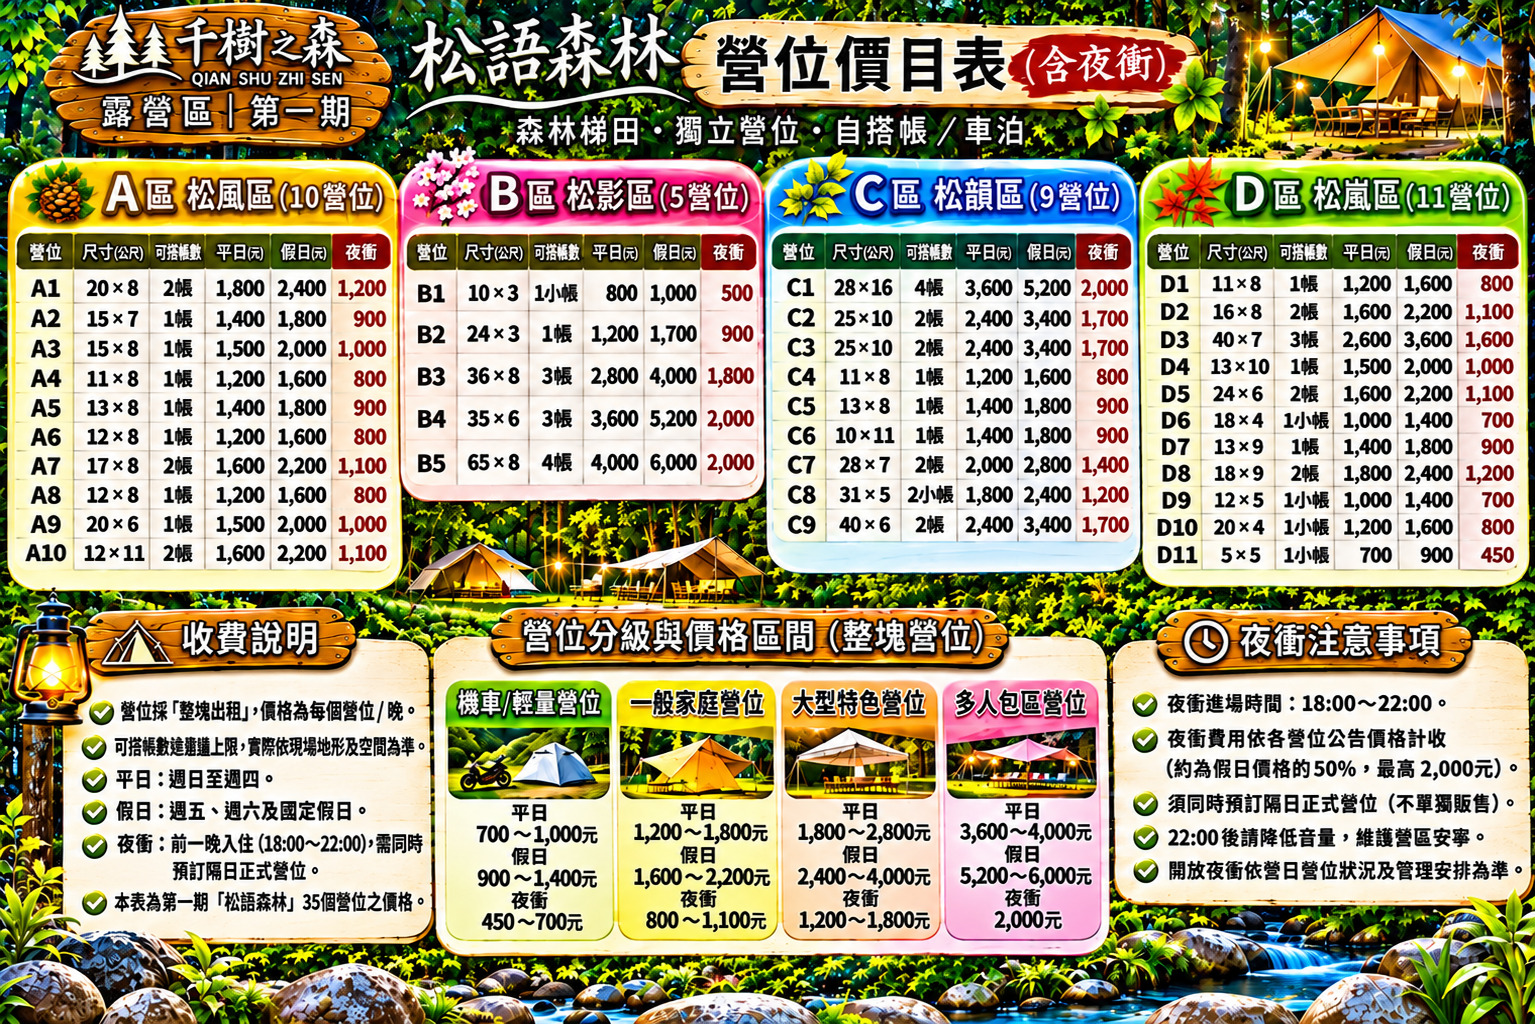 千樹之森
QIAN SHU ZHI SEN
露營區｜第一期
松語森林
營位價目表(含夜衝)
森林梯田・獨立營位・自搭帳／車泊
A區 松風區(10營位)
營位 尺寸(公尺) 可搭帳數 平日(元) 假日(元) 夜衝
A1 20×8 2帳 1,800 2,400 1,200
A2 15×7 1帳 1,400 1,800 900
A3 15×8 1帳 1,500 2,000 1,000
A4 11×8 1帳 1,200 1,600 800
A5 13×8 1帳 1,400 1,800 900
A6 12×8 1帳 1,200 1,600 800
A7 17×8 2帳 1,600 2,200 1,100
A8 12×8 1帳 1,200 1,600 800
A9 20×6 1帳 1,500 2,000 1,000
A10 12×11 2帳 1,600 2,200 1,100
B區 松影區(5營位)
營位 尺寸(公尺) 可搭帳數 平日(元) 假日(元) 夜衝
B1 10×3 1小帳 800 1,000 500
B2 24×3 1帳 1,200 1,700 900
B3 36×8 3帳 2,800 4,000 1,800
B4 35×6 3帳 3,600 5,200 2,000
B5 65×8 4帳 4,000 6,000 2,000
C區 松韻區(9營位)
營位 尺寸(公尺) 可搭帳數 平日(元) 假日(元) 夜衝
C1 28×16 4帳 3,600 5,200 2,000
C2 25×10 2帳 2,400 3,400 1,700
C3 25×10 2帳 2,400 3,400 1,700
C4 11×8 1帳 1,200 1,600 800
C5 13×8 1帳 1,400 1,800 900
C6 10×11 1帳 1,400 1,800 900
C7 28×7 2帳 2,000 2,800 1,400
C8 31×5 2小帳 1,800 2,400 1,200
C9 40×6 2帳 2,400 3,400 1,700
D區 松嵐區(11營位)
營位 尺寸(公尺) 可搭帳數 平日(元) 假日(元) 夜衝
D1 11×8 1帳 1,200 1,600 800
D2 16×8 2帳 1,600 2,200 1,100
D3 40×7 3帳 2,600 3,600 1,600
D4 13×10 1帳 1,500 2,000 1,000
D5 24×6 2帳 1,600 2,200 1,100
D6 18×4 1小帳 1,000 1,400 700
D7 13×9 1帳 1,400 1,800 900
D8 18×9 2帳 1,800 2,400 1,200
D9 12×5 1小帳 1,000 1,400 700
D10 20×4 1小帳 1,200 1,600 800
D11 5×5 1小帳 700 900 450
收費說明
營位採「整塊出租」，價格為每個營位/晚。
可搭帳數 上限，實際依現場地形及空間為準。
平日：週日至週四。
假日：週五、週六及國定假日。
夜衝：前一晚入住(18:00～22:00)，需同時
預訂隔日正式營位。
本表為第一期「松語森林」35個營位之價格。
營位分級與價格區間(整塊營位)
機車/輕量營位
平日
700～1,000元
假日
900～1,400元
夜衝
450～700元
一般家庭營位
平日
1,200～1,800元
假日
1,600～2,200元
夜衝
800～1,100元
大型特色營位
平日
1,800～2,800元
假日
2,400～4,000元
夜衝
1,200～1,800元
多人包區營位
平日
3,600～4,000元
假日
5,200～6,000元
夜衝
2,000元
夜衝注意事項
夜衝進場時間：18:00～22:00。
夜衝費用依各營位公告價格計收
(約為假日價格的50%，最高2,000元)。
須同時預訂隔日正式營位（不單獨販售）。
22:00後請降低音量，維護營區安寧。
開放夜衝依營日營位狀況及管理安排為準。